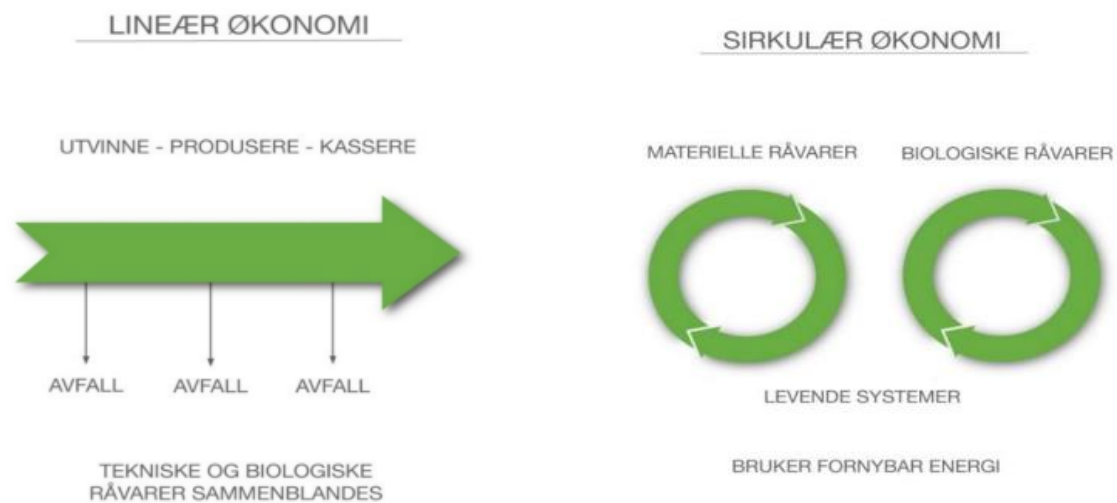 LINEÆR ØKONOMI
UTVINNE - PRODUSERE - KASSERE
AVFALL AVFALL AVFALL
TEKNISKE OG BIOLOGISKE
RÅVARER SAMMENBLANDES
SIRKULÆR ØKONOMI
MATERIELLE RÅVARER BIOLOGISKE RÅVARER
LEVENDE SYSTEMER
BRUKER FORNYBAR ENERGI